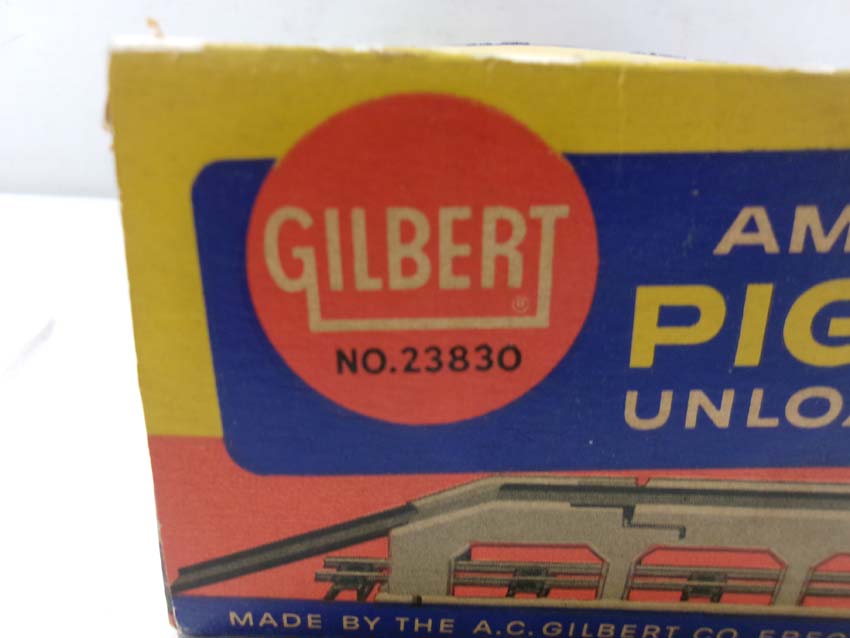 GILBERT
®
NO.23830
AM
PIG
UNLOA
MADE BY THE A.C. GILBERT CO.